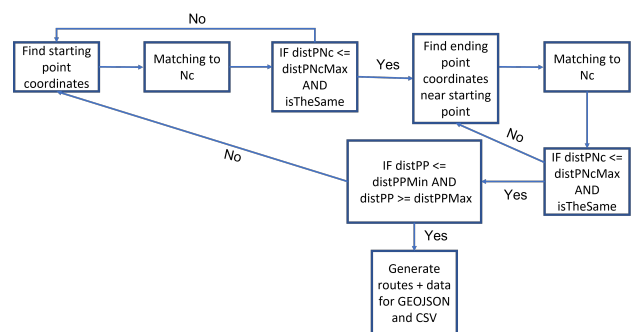 No
Find starting
point
coordinates
Matching to
Nc
IF distPNc <=
distPNcMax
AND
isTheSame
Yes
Find ending
point
coordinates
near starting
point
Matching to
Nc
No
IF distPNc <=
distPNcMax
AND
isTheSame
Yes
IF distPP <=
distPPMin AND
distPP >= distPPMax
No
Yes
Generate
routes + data
for GEOJSON
and CSV